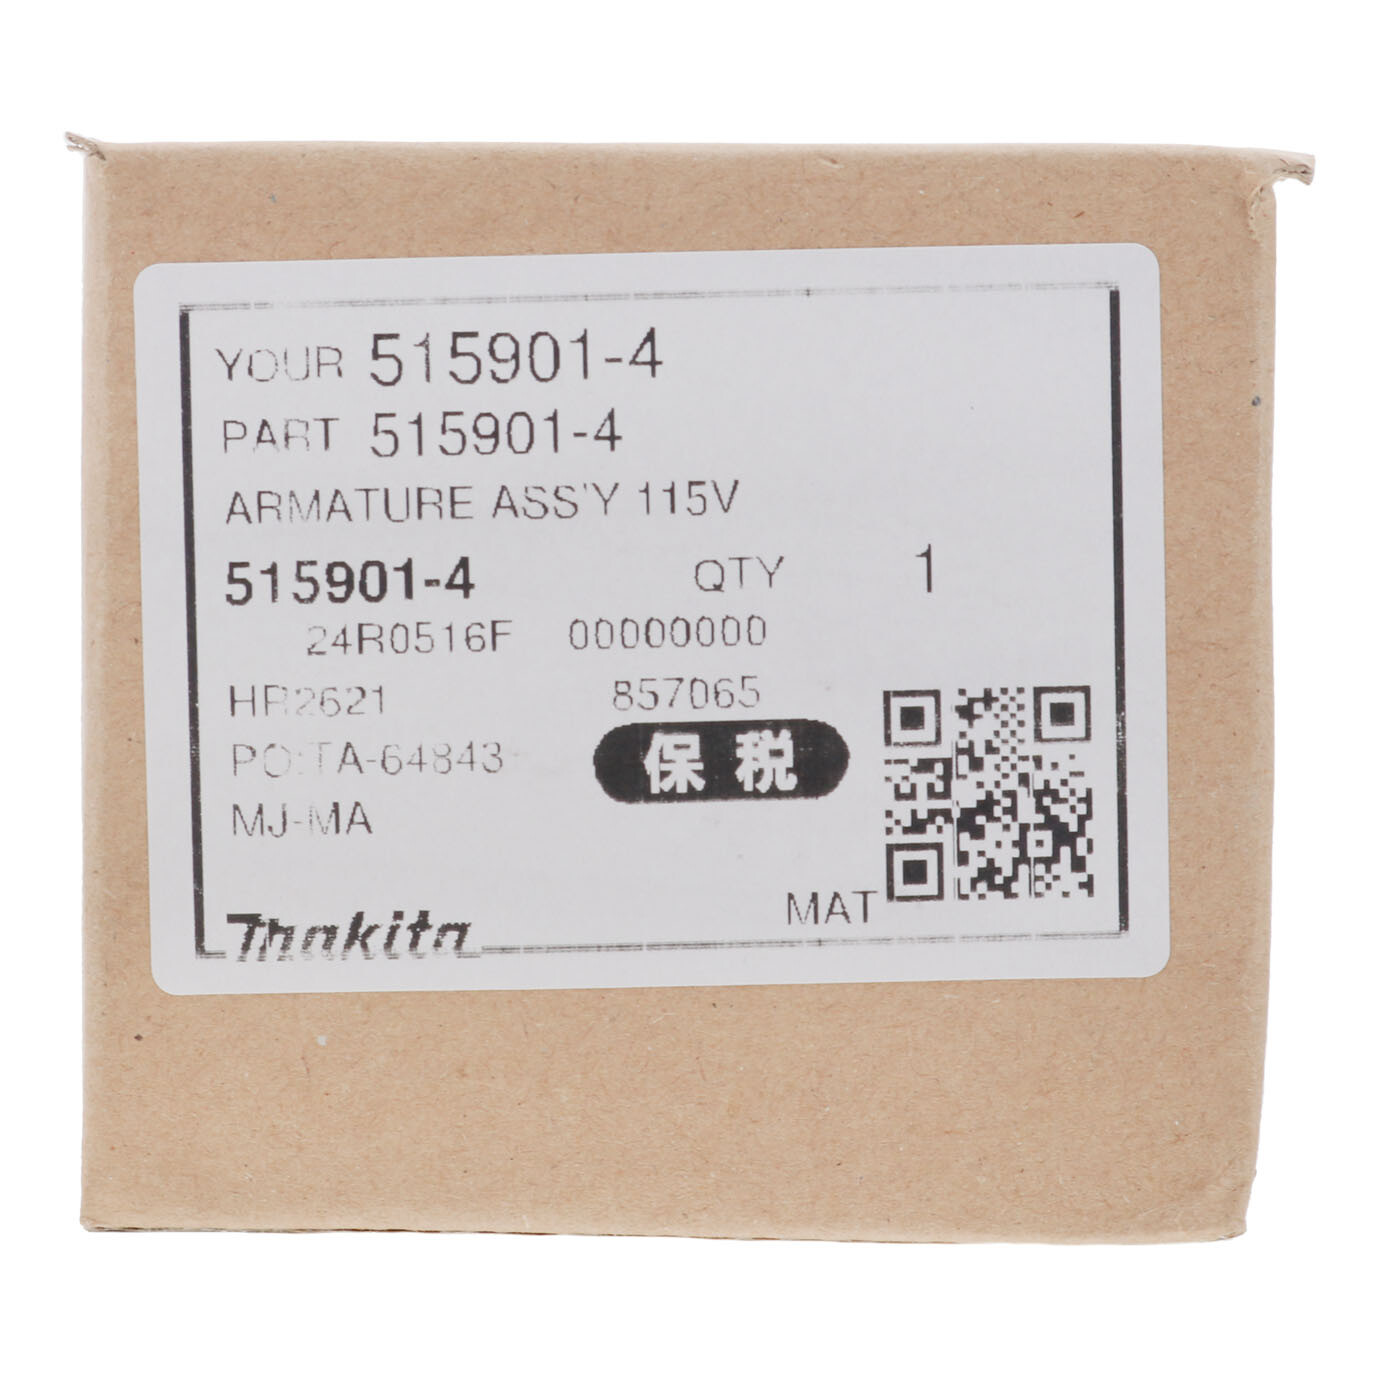 YOUR 515901-4
PART 515901-4
ARMATURE ASS'Y 115V
515901-4 QTY 1
24R0516F 00000000
HR2621 857065
PO:TA-64843
保税
MJ-MA
MAT
makita